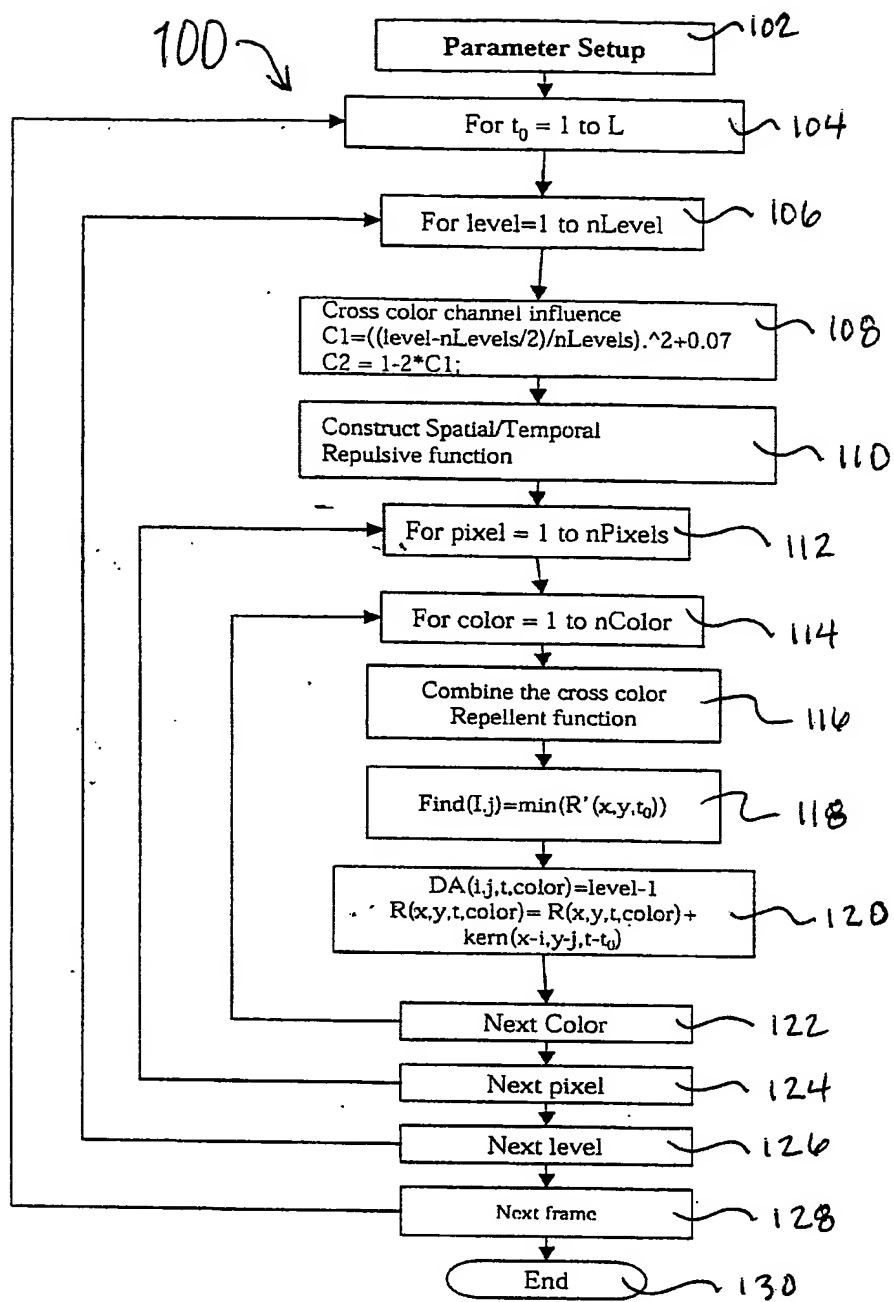 100
Parameter Setup
102
For t₀ = 1 to L
104
For level=1 to nLevel
106
Cross color channel influence
C1=((level-nLevels/2)/nLevels).^2+0.07
C2 = 1-2*C1;
108
Construct Spatial/Temporal
Repulsive function
110
For pixel = 1 to nPixels
112
For color = 1 to nColor
114
Combine the cross color
Repellent function
116
Find(I,j)=min(R'(x,y,t₀))
118
DA(i,j,t,color)=level-1
R(x,y,t,color)= R(x,y,t,color)+
kern(x-i,y-j,t-t₀)
120
Next Color
122
Next pixel
124
Next level
126
Next frame
128
End
130